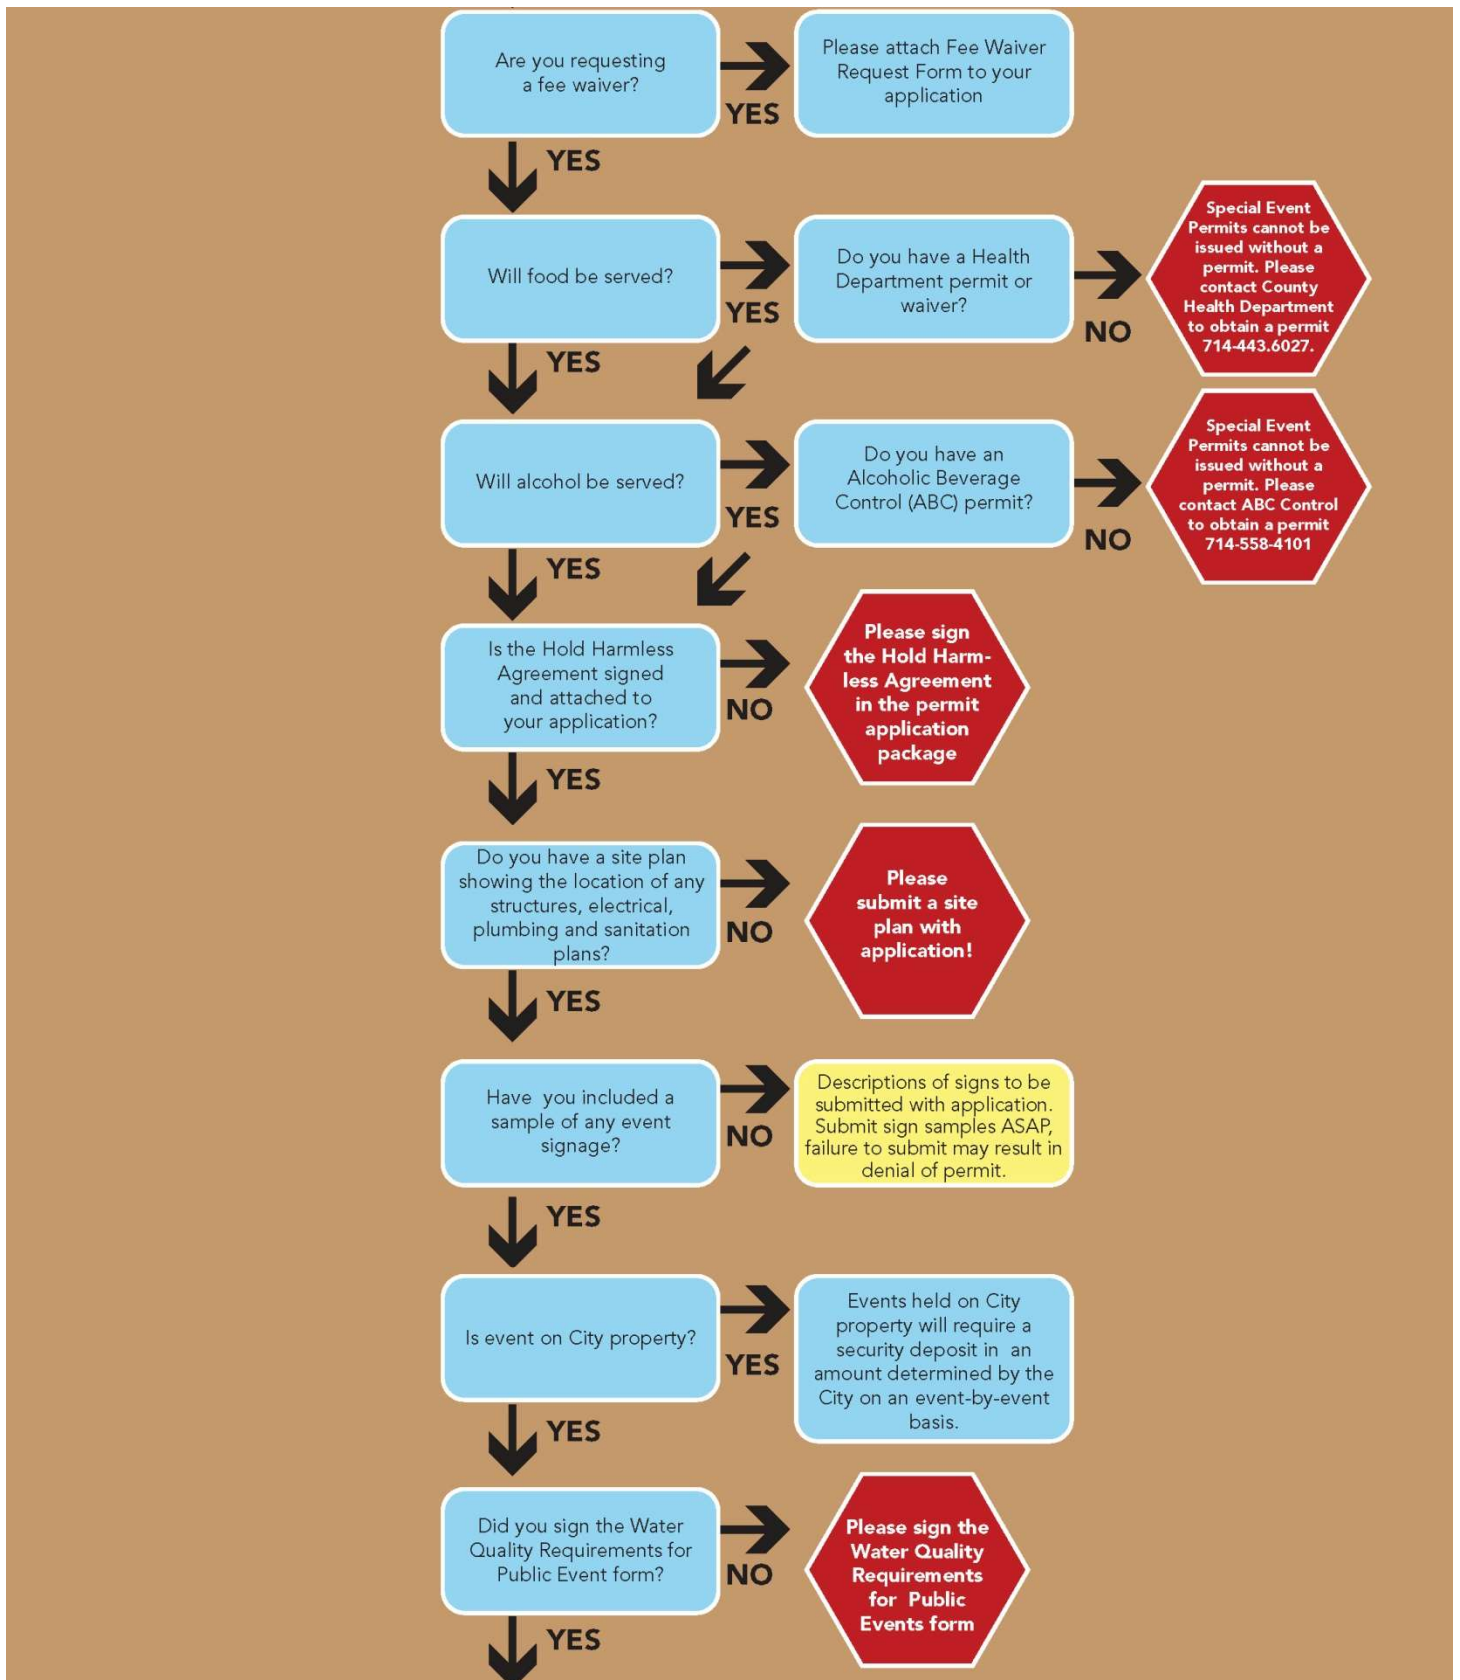 Are you requesting
a fee waiver?
YES
Please attach Fee Waiver
Request Form to your
application
YES
Will food be served?
YES
Do you have a Health
Department permit or
waiver?
NO
Special Event
Permits cannot be
issued without a
permit. Please
contact County
Health Department
to obtain a permit
714-443.6027.
YES
Will alcohol be served?
YES
Do you have an
Alcoholic Beverage
Control (ABC) permit?
NO
Special Event
Permits cannot be
issued without a
permit. Please
contact ABC Control
to obtain a permit
714-558-4101
YES
Is the Hold Harmless
Agreement signed
and attached to
your application?
NO
Please sign
the Hold Harm-
less Agreement
in the permit
application
package
YES
Do you have a site plan
showing the location of any
structures, electrical,
plumbing and sanitation
plans?
NO
Please
submit a site
plan with
application!
YES
Have you included a
sample of any event
signage?
NO
Descriptions of signs to be
submitted with application.
Submit sign samples ASAP,
failure to submit may result in
denial of permit.
YES
Is event on City property?
YES
Events held on City
property will require a
security deposit in an
amount determined by the
City on an event-by-event
basis.
YES
Did you sign the Water
Quality Requirements for
Public Event form?
NO
Please sign the
Water Quality
Requirements
for Public
Events form
YES